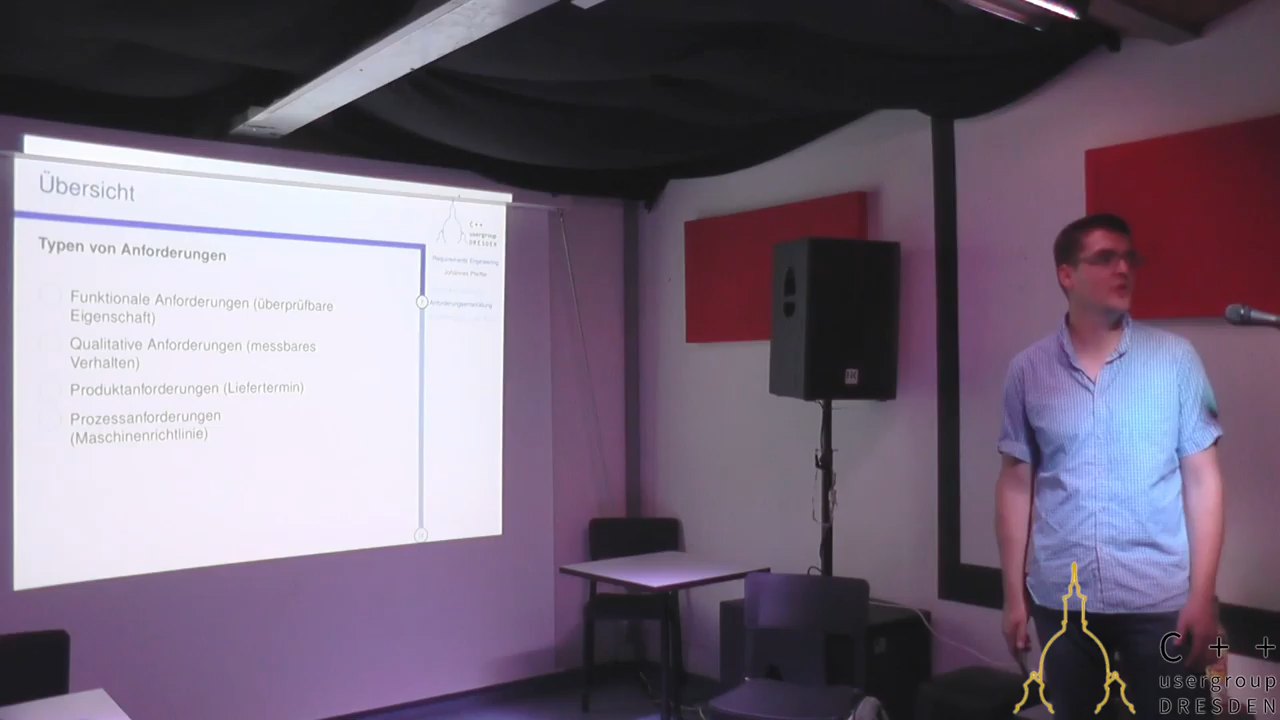 Übersicht
Typen von Anforderungen
Funktionale Anforderungen (überprüfbare
Eigenschaft)
Qualitative Anforderungen (messbares
Verhalten)
Produktanforderungen (Liefertermin)
Prozessanforderungen
(Maschinenrichtlinie)
C++
usergroup
DRESDEN
Requirements Engineering
Johannes
C++
usergroup
DRESDEN